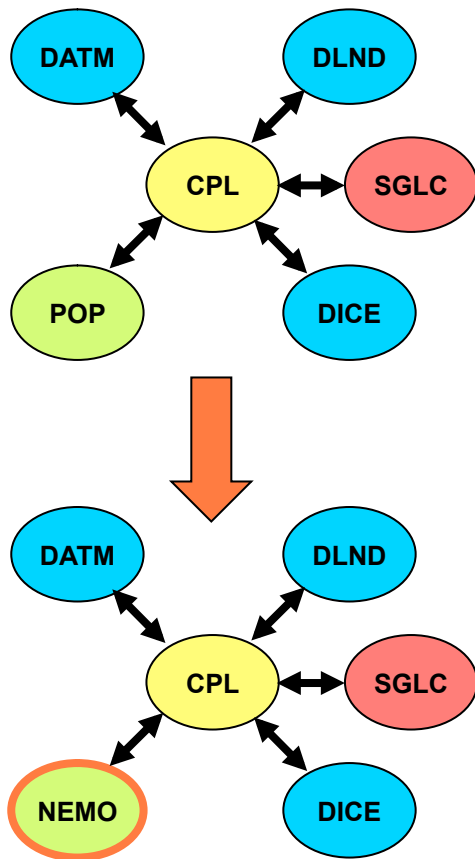 DATM
DLND
CPL
SGLC
POP
DICE
DATM
DLND
CPL
SGLC
NEMO
DICE